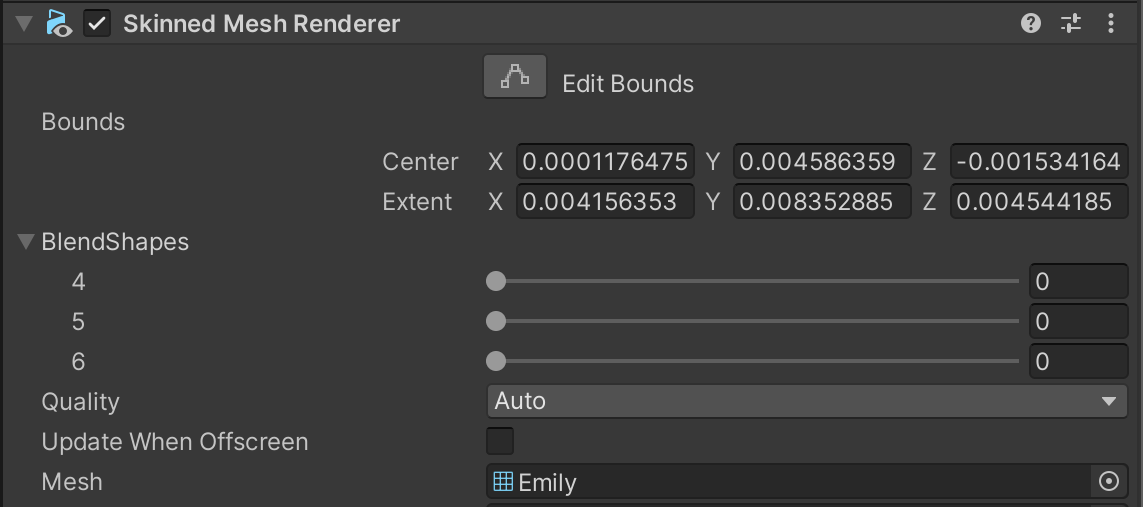 Skinned Mesh Renderer
Edit Bounds
Bounds
Center X 0.0001176475 Y 0.004586359 Z -0.001534164
Extent X 0.004156353 Y 0.008352885 Z 0.004544185
BlendShapes
4 0
5 0
6 0
Quality Auto
Update When Offscreen
Mesh Emily